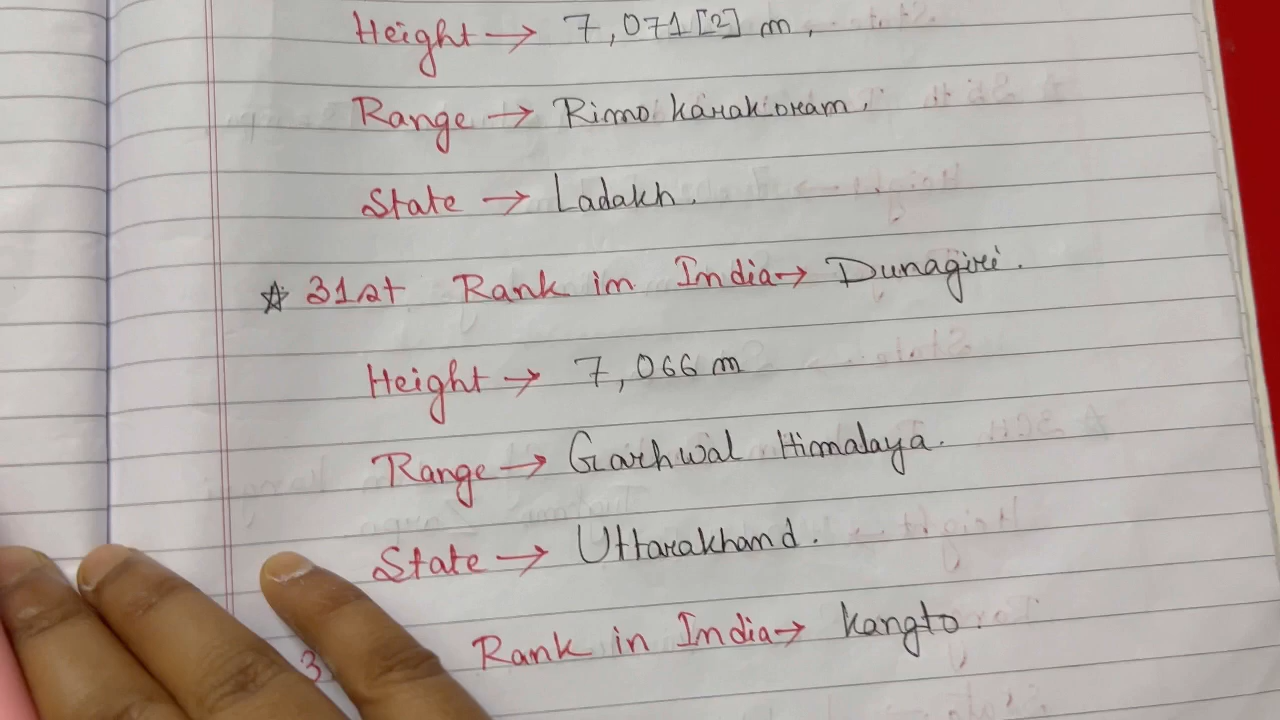 Height → 7,071[2] m.
Range → Rimo Karakoram.
State → Ladakh.
☆ 31st Rank in India → Dunagiri.
Height → 7,066 m
Range → Garhwal Himalaya.
State → Uttarakhand.
3 Rank in India → Kangto.